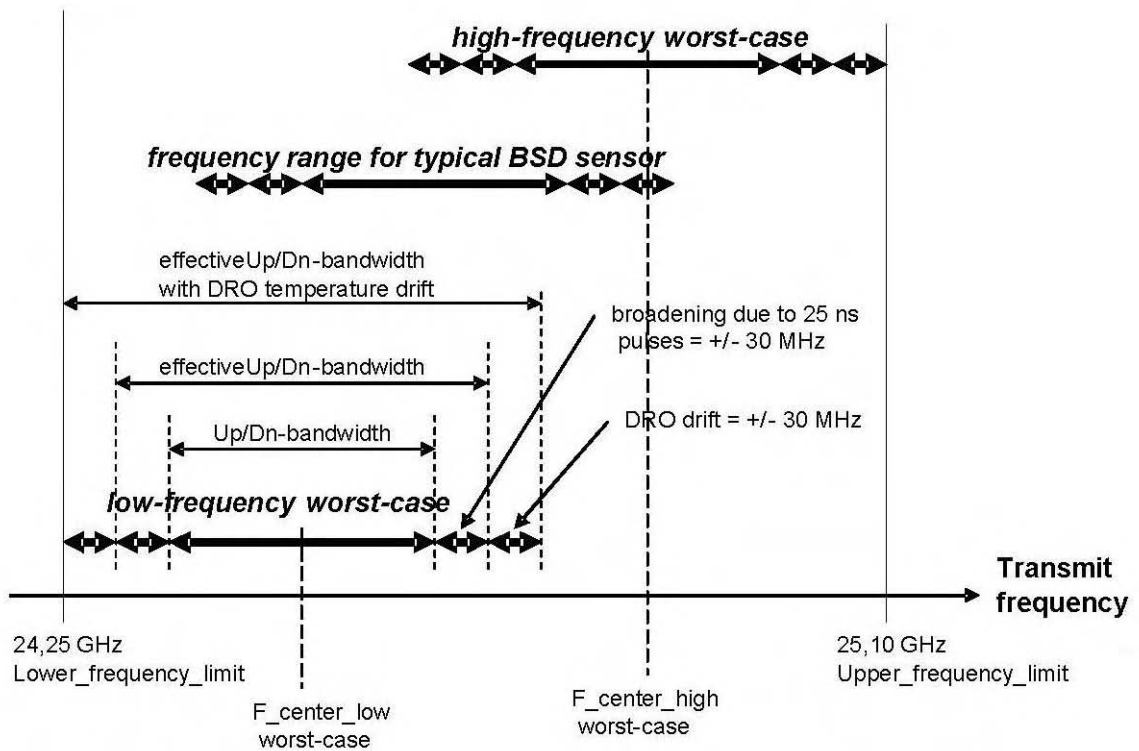 high-frequency worst-case
frequency range for typical BSD sensor
effectiveUp/Dn-bandwidth
with DRO temperature drift
broadening due to 25 ns
pulses = +/- 30 MHz
effectiveUp/Dn-bandwidth
DRO drift = +/- 30 MHz
Up/Dn-bandwidth
low-frequency worst-case
Transmit
frequency
24,25 GHz
Lower_frequency_limit
25,10 GHz
Upper_frequency_limit
F_center_low
worst-case
F_center_high
worst-case